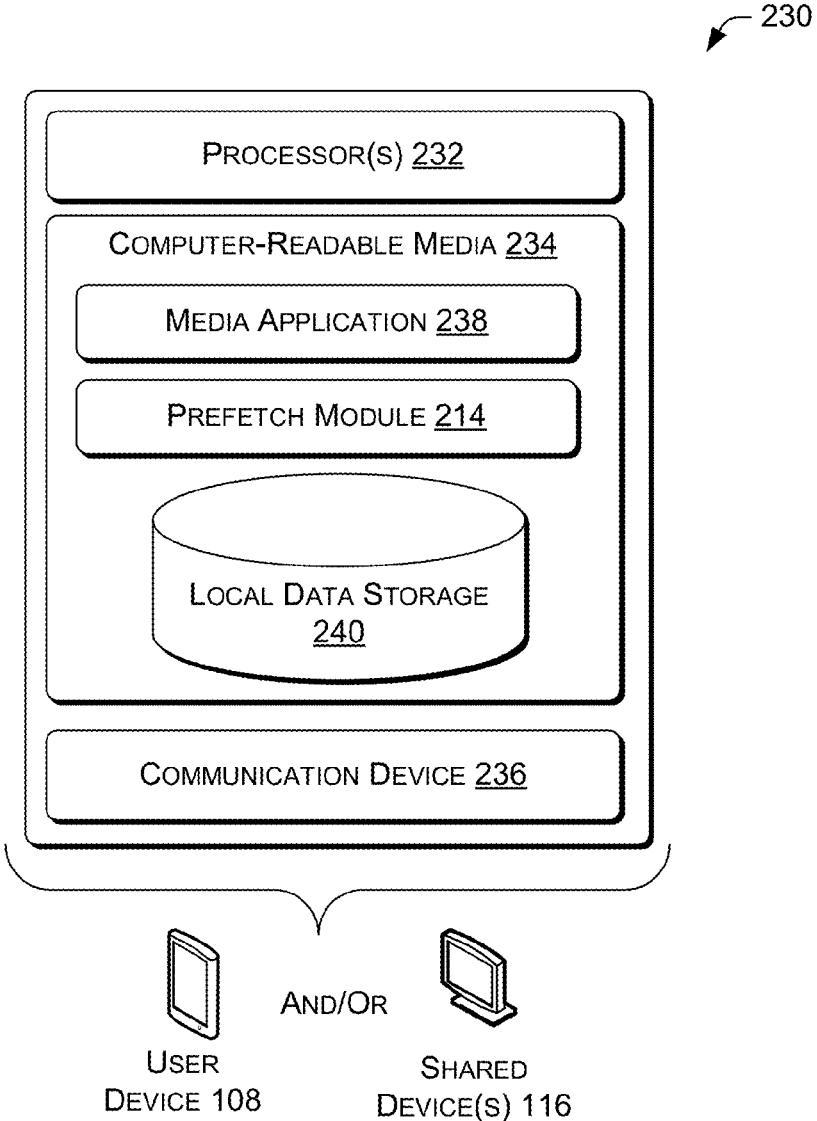 230
Processor(s) 232
Computer-Readable Media 234
Media Application 238
Prefetch Module 214
Local Data Storage
240
Communication Device 236
And/Or
User
Device 108
Shared
Device(s) 116